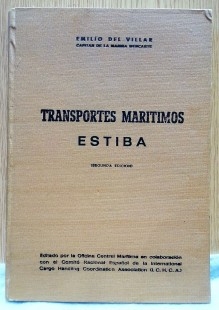 EMILIO DEL VILLAR
CAPITAN DE LA MARINA MERCANTE
TRANSPORTES MARITIMOS
ESTIBA
SEGUNDA EDICION
Editado por la Oficina Central Marítima en colaboración
con el Comité Nacional Español de la International
Cargo Handling Coordination Association (I. C. H. C. A.)